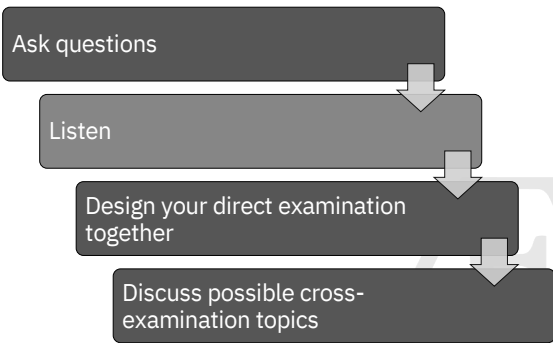 Ask questions
Listen
Design your direct examination
together
Discuss possible cross-
examination topics